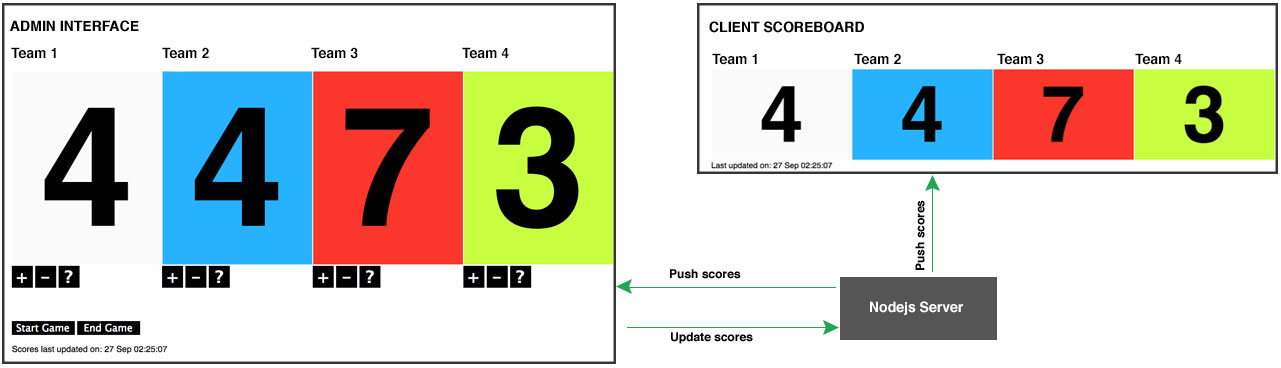 ADMIN INTERFACE
Team 1 Team 2 Team 3 Team 4
4 4 7 3
+ – ? + – ? + – ? + – ?
Start Game End Game
Scores last updated on: 27 Sep 02:25:07
CLIENT SCOREBOARD
Team 1 Team 2 Team 3 Team 4
4 4 7 3
Last updated on: 27 Sep 02:25:07
Push scores
Push scores
Nodejs Server
Update scores